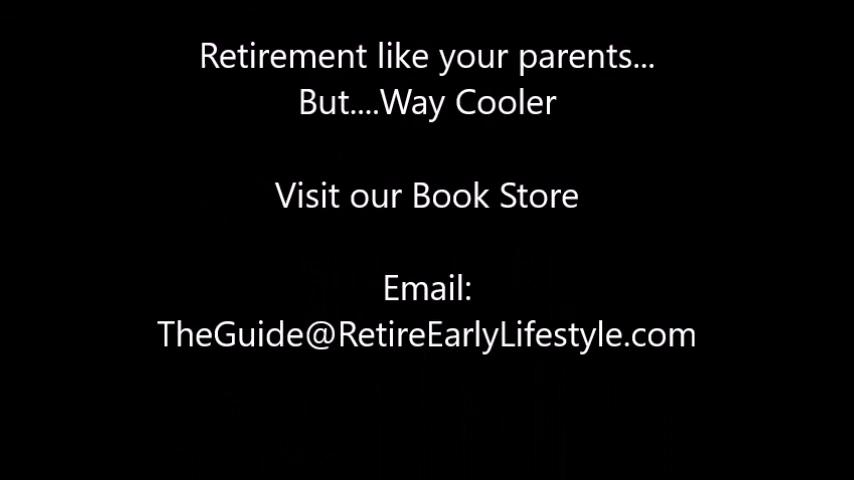 Retirement like your parents...
But....Way Cooler
Visit our Book Store
Email:
TheGuide@RetireEarlyLifestyle.com